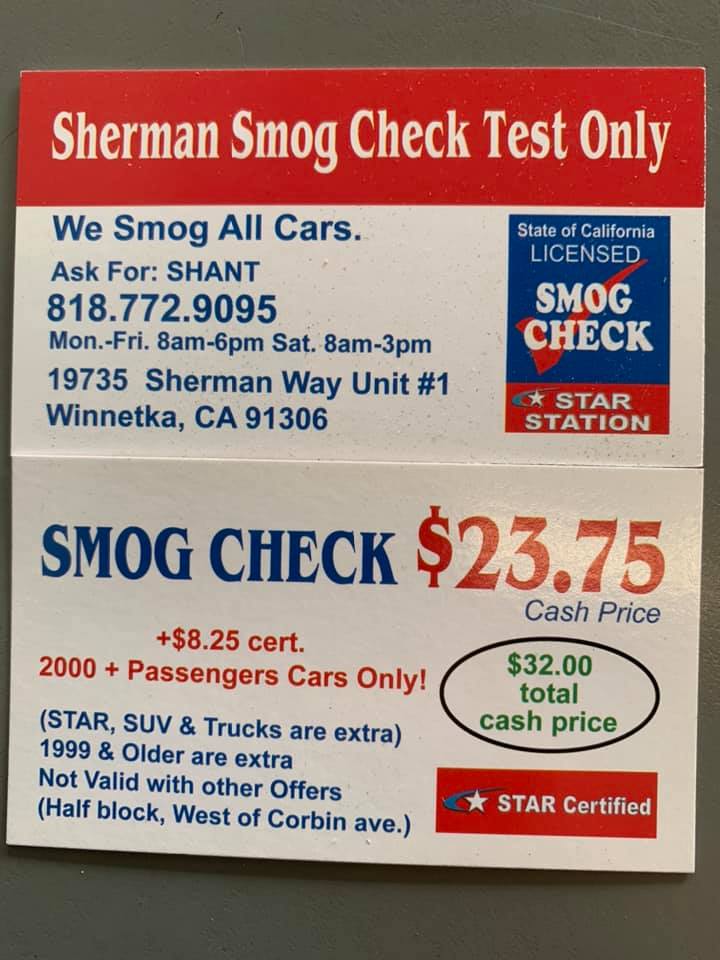 Sherman Smog Check Test Only
We Smog All Cars.
Ask For: SHANT
818.772.9095
Mon.-Fri. 8am-6pm Sat. 8am-3pm
19735 Sherman Way Unit #1
Winnetka, CA 91306
State of California
LICENSED
SMOG
CHECK
STAR
STATION
SMOG CHECK $23.75
Cash Price
+$8.25 cert.
2000 + Passengers Cars Only!
$32.00
total
cash price
(STAR, SUV & Trucks are extra)
1999 & Older are extra
Not Valid with other Offers
(Half block, West of Corbin ave.)
STAR Certified